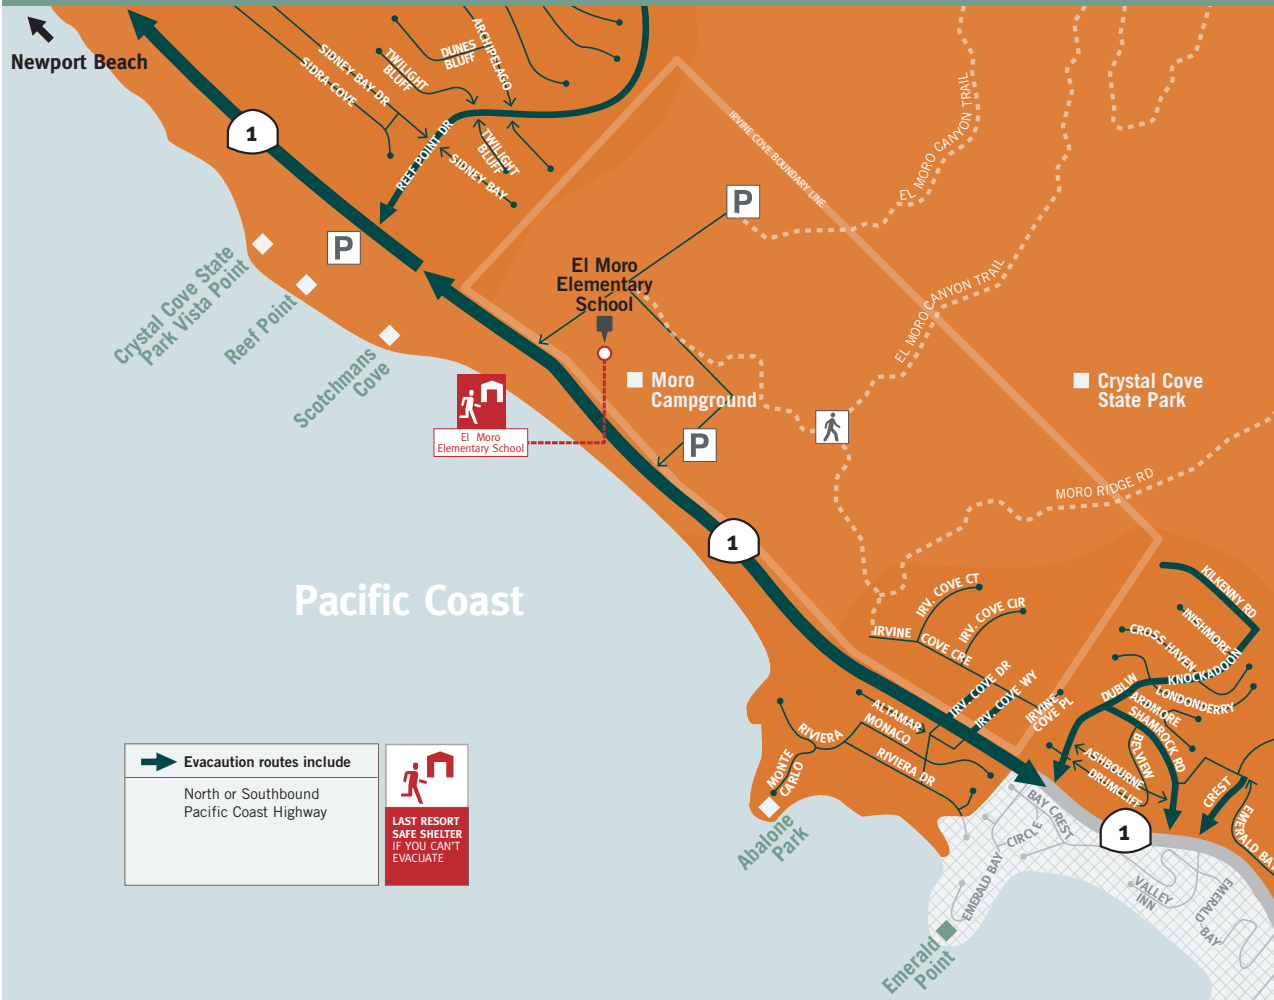 Newport Beach
1
SIDNEY BAY DR
SIDRA COVE
TWILIGHT
BLUFF
DUNES
BLUFF
ARCHIPELAGO
REEF POINT DR
TWILIGHT
BLUFF
SIDNEY BAY
IRVINE COVE BOUNDARY LINE
EL MORO CANYON TRAIL
P
P
Crystal Cove State
Park Vista Point
Reef Point
Scotchmans
Cove
El Moro
Elementary
School
EL MORO CANYON TRAIL
Moro
Campground
Crystal Cove
State Park
El Moro
Elementary School
P
MORO RIDGE RD
1
Pacific Coast
IRV. COVE CT
IRV. COVE CIR
IRVINE
COVE CRE
IRV. COVE DR
IRV. COVE WY
IRVINE
COVE PL
KILKENNY RD
INISHMORE
CROSS HAVEN
KNOCKADOON
DUBLIN
LONDONDERRY
ARDMORE
SHAMROCK RD
BELVIEW
ASHBOURNE
DRUMCLIFF
CREST
EMERALD BAY
ALTAMAR
MONACO
RIVIERA
RIVIERA DR
MONTE
CARLO
Abalone
Park
BAY CREST
CIRCLE
EMERALD BAY
1
VALLEY
INN
EMERALD
BAY
Emerald
Point
Evacaution routes include
North or Southbound
Pacific Coast Highway
LAST RESORT
SAFE SHELTER
IF YOU CAN'T
EVACUATE